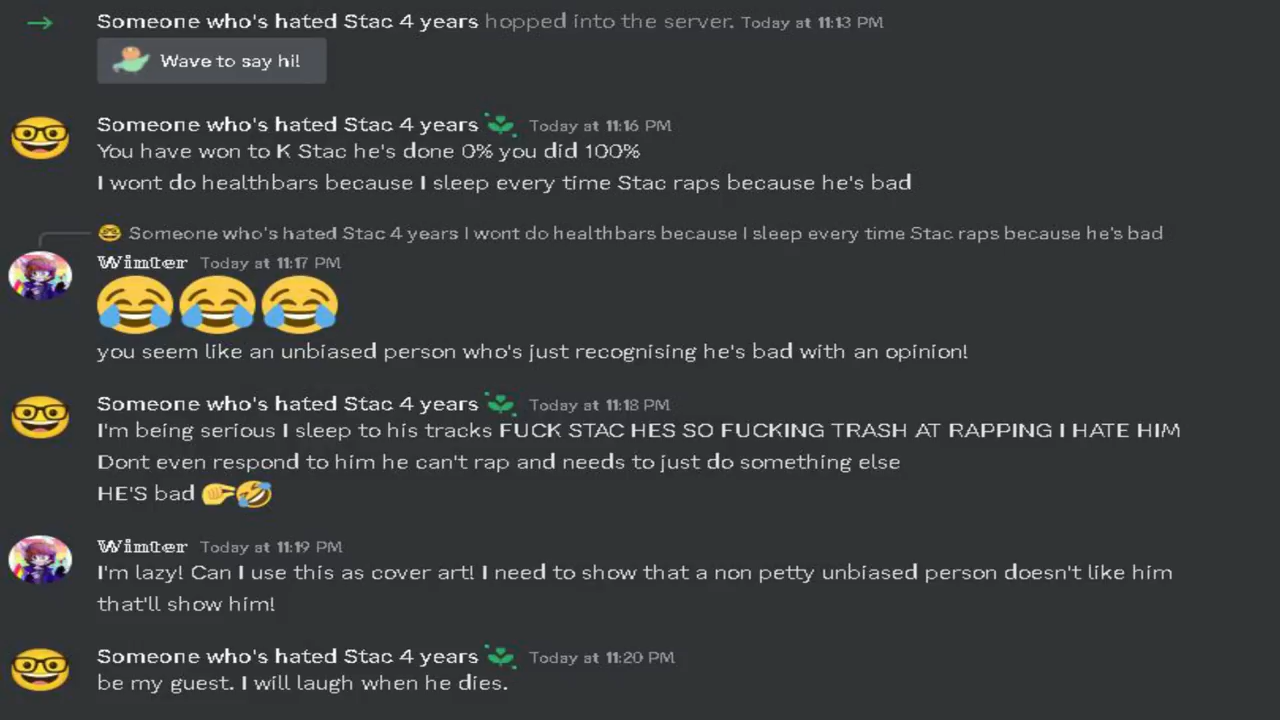 Someone who's hated Stac 4 years hopped into the server. Today at 11:13 PM
Wave to say hi!
Someone who's hated Stac 4 years Today at 11:16 PM
You have won to K Stac he's done 0% you did 100%
I wont do healthbars because I sleep every time Stac raps because he's bad
Someone who's hated Stac 4 years I wont do healthbars because I sleep every time Stac raps because he's bad
Winter Today at 11:17 PM
you seem like an unbiased person who's just recognising he's bad with an opinion!
Someone who's hated Stac 4 years Today at 11:18 PM
I'm being serious I sleep to his tracks FUCK STAC HES SO FUCKING TRASH AT RAPPING I HATE HIM
Dont even respond to him he can't rap and needs to just do something else
HE'S bad
Winter Today at 11:19 PM
I'm lazy! Can I use this as cover art! I need to show that a non petty unbiased person doesn't like him
that'll show him!
Someone who's hated Stac 4 years Today at 11:20 PM
be my guest. I will laugh when he dies.